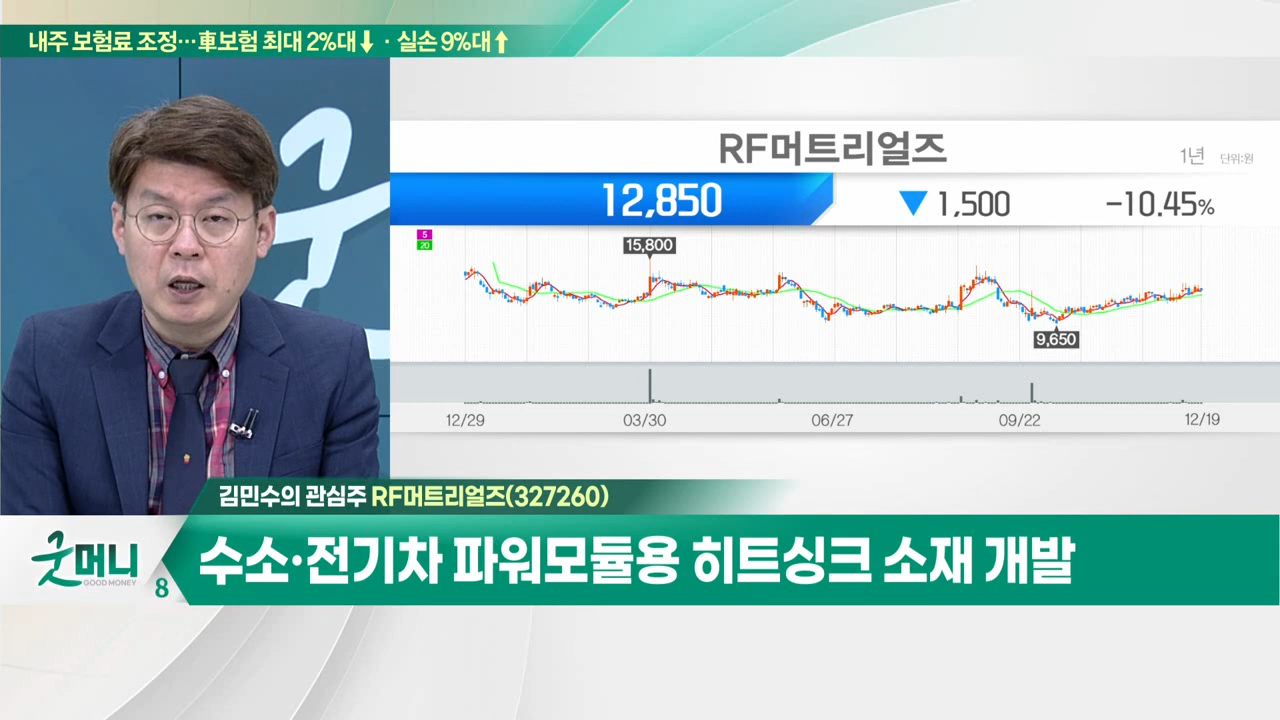 내주 보험료 조정…車보험 최대 2%대⬇ · 실손 9%대⬆
RF머트리얼즈
1년 단위:원
12,850 ▼ 1,500 -10.45%
5
20
15,800
9,650
12/29 03/30 06/27 09/22 12/19
김민수의 관심주 RF머트리얼즈(327260)
굿머니
GOOD MONEY
8
수소·전기차 파워모듈용 히트싱크 소재 개발